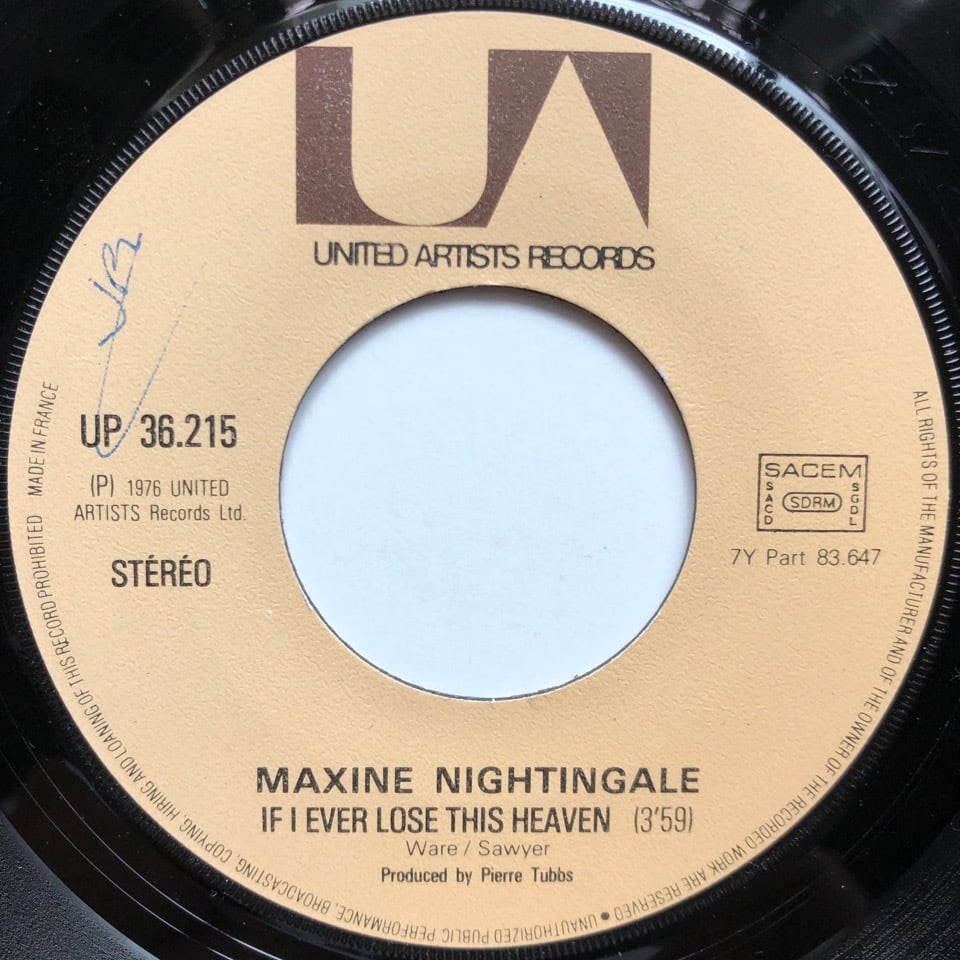 UA
UNITED ARTISTS RECORDS
JB
UP 36.215
(P) 1976 UNITED
ARTISTS Records Ltd.
STÉRÉO
SACEM
SACD
SDRM
SGDL
7Y Part 83.647
MAXINE NIGHTINGALE
IF I EVER LOSE THIS HEAVEN (3'59)
Ware / Sawyer
Produced by Pierre Tubbs
ALL RIGHTS OF THE MANUFACTURER AND OF THE OWNER OF THE RECORDED WORK ARE RESERVED • UNAUTHORIZED PUBLIC PERFORMANCE, BROADCASTING, COPYING, HIRING AND LOANING OF THIS RECORD PROHIBITED MADE IN FRANCE